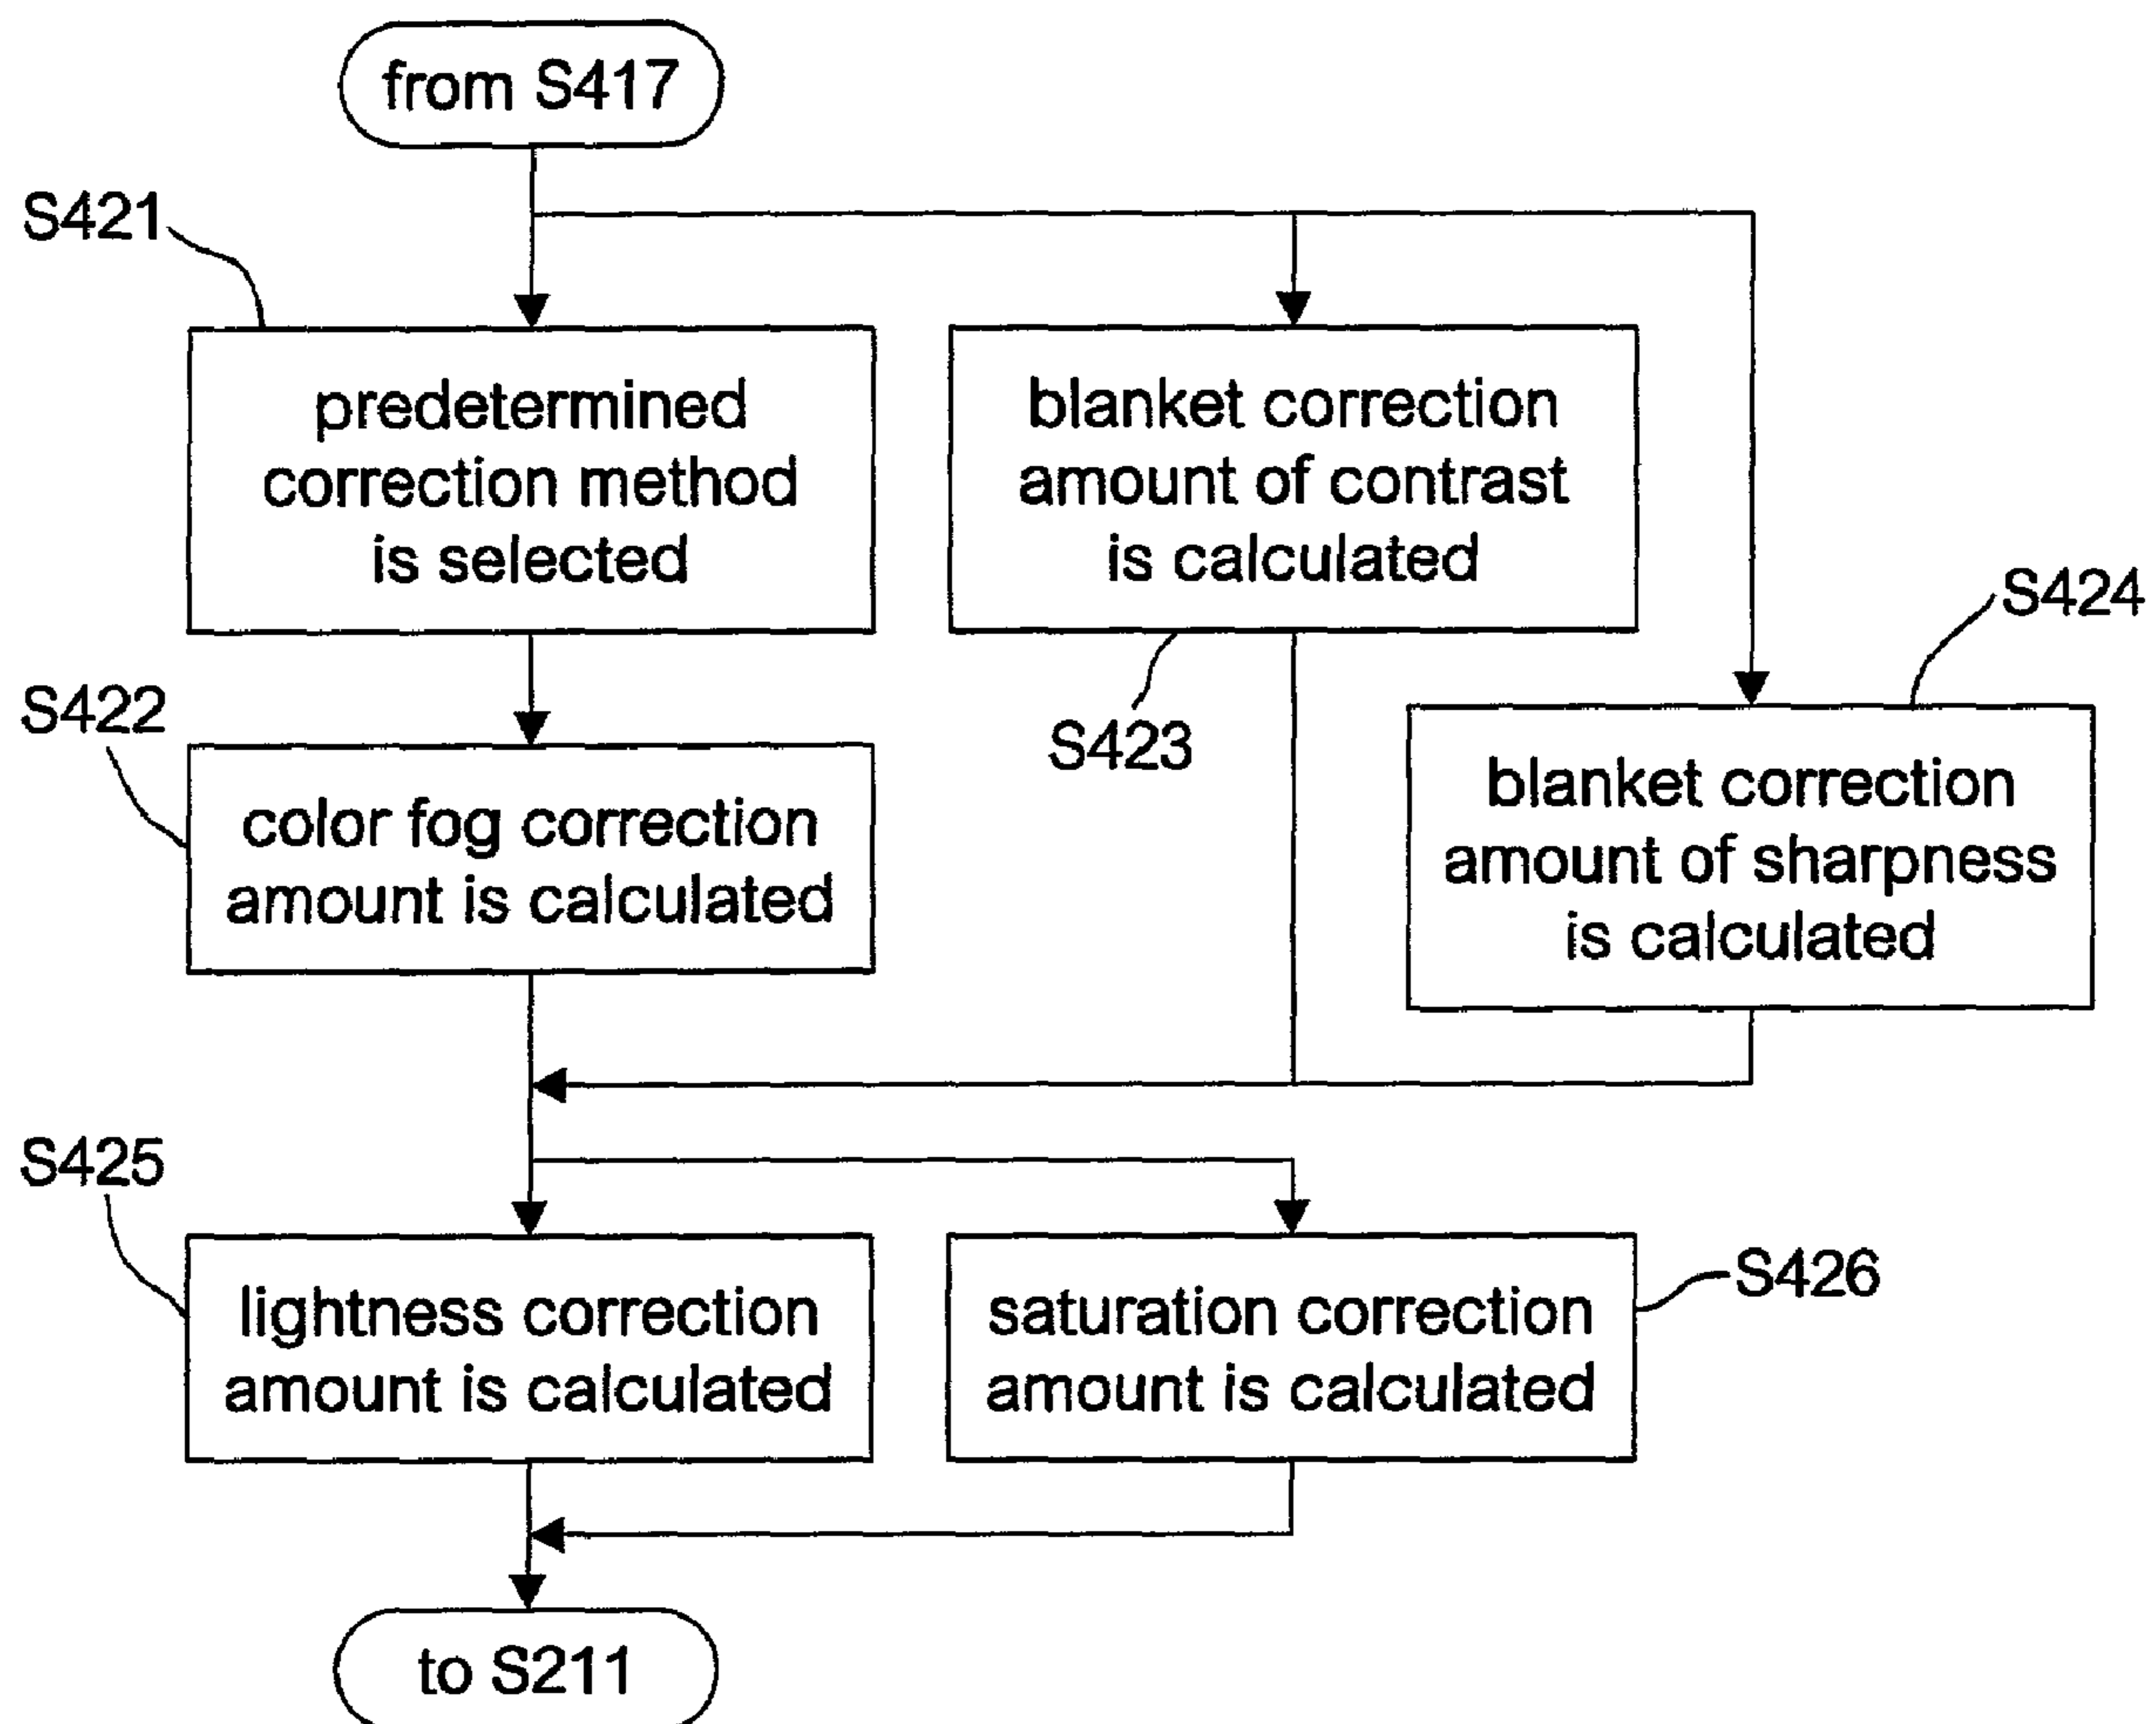 from S417
S421
predetermined
correction method
is selected
blanket correction
amount of contrast
is calculated
S424
S422
S423
color fog correction
amount is calculated
blanket correction
amount of sharpness
is calculated
S425
lightness correction
amount is calculated
saturation correction
amount is calculated
S426
to S211